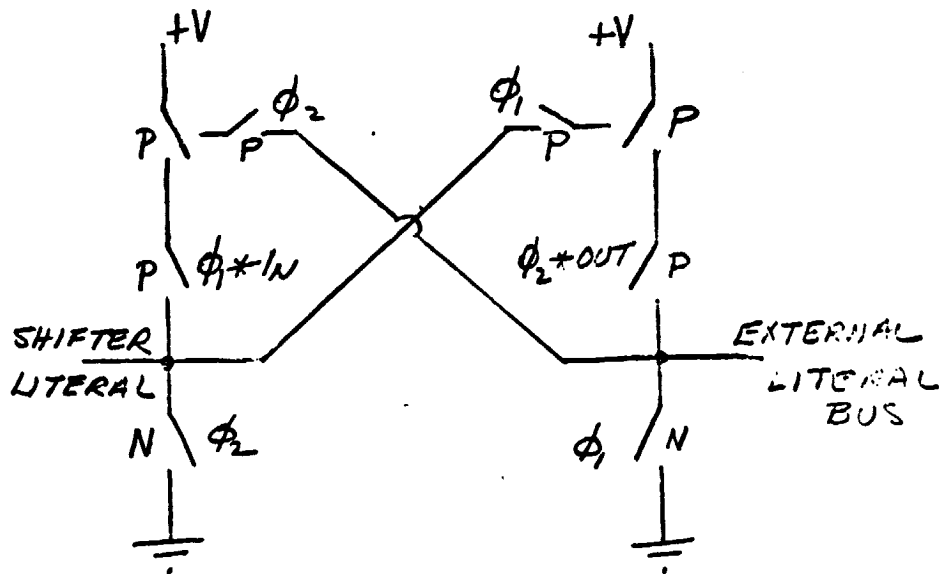 +V
+V
ϕ₂
ϕ₁
P
P
P
P
P
ϕ₁*IN
ϕ₂*OUT
P
SHIFTER
LITERAL
EXTERNAL
LITERAL
BUS
N
ϕ₂
ϕ₁
N